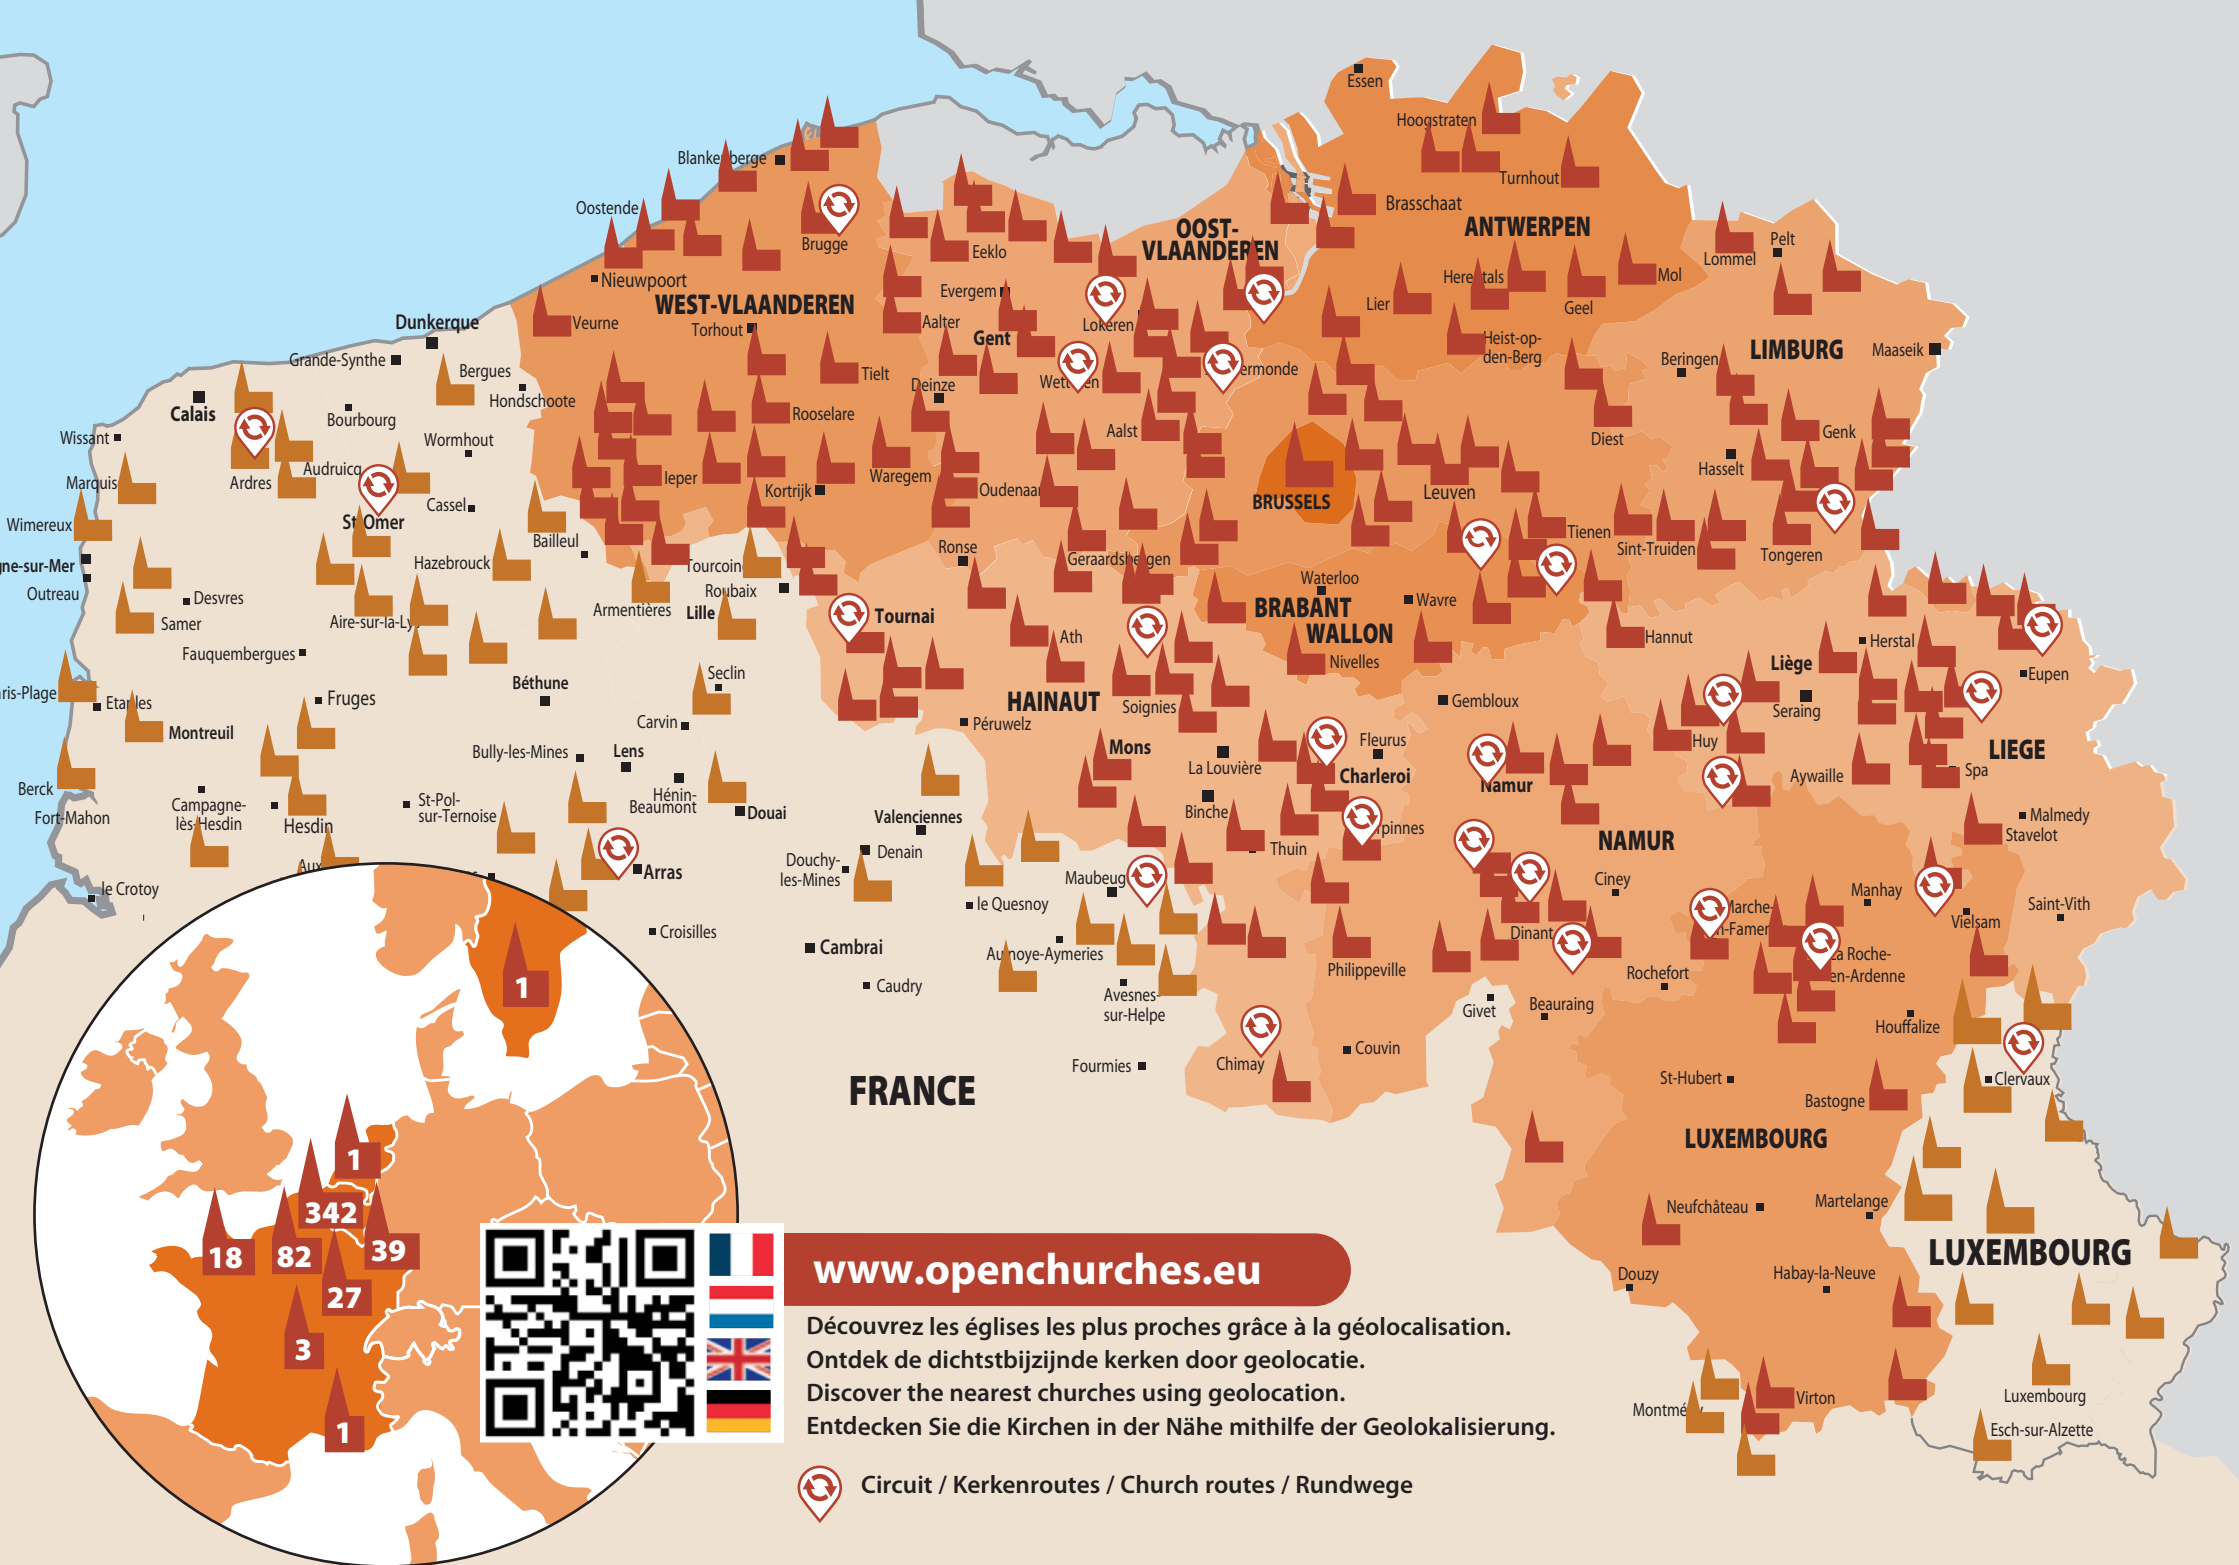 Essen
Hoogstraten
Turnhout
Brasschaat
ANTWERPEN
Blankenberge
Oostende
Brugge
OOST-
VLAANDEREN
Eeklo
Pelt
Lommel
Herentals
Mol
Geel
Lier
Nieuwpoort
WEST-VLAANDEREN
Evergem
Lokeren
Aalter
Gent
Torhout
Veurne
Dunkerque
Grande-Synthe
Bergues
Hondschoote
Heist-op-
den-Berg
Beringen
LIMBURG
Maaseik
Tielt
Deinze
Calais
Bourbourg
Wormhout
Rooselare
Aalst
Diest
Genk
Hasselt
Wissant
Marquis
Ardres
Audruicq
Cassel
Ieper
Kortrijk
Waregem
BRUSSELS
Leuven
Wimereux
St-Omer
Hazebrouck
Bailleul
Ronse
Geraardsbergen
Tienen
Sint-Truiden
Tongeren
gne-sur-Mer
Outreau
Desvres
Samer
Aire-sur-la-Lys
Armentières
Roubaix
Lille
Tournai
Ath
Waterloo
Wavre
BRABANT
WALLON
Nivelles
Hannut
Herstal
Liège
Seraing
Eupen
Fauquembergues
ris-Plage
Etaples
Fruges
Montreuil
Béthune
Seclin
Carvin
HAINAUT
Péruwelz
Soignies
Gembloux
Huy
LIEGE
Spa
Aywaille
Bully-les-Mines
Lens
Hénin-
Beaumont
Douai
Mons
La Louvière
Binche
Fleurus
Charleroi
Namur
Berck
Fort-Mahon
Campagne-
lès-Hesdin
Hesdin
St-Pol-
sur-Ternoise
Valenciennes
Denain
Douchy-
les-Mines
Thuin
rpinnes
NAMUR
Malmedy
Stavelot
Arras
le Crotoy
Croisilles
Cambrai
Caudry
le Quesnoy
Aulnoye-Aymeries
Avesnes-
sur-Helpe
Fourmies
Ciney
Dinant
Philippeville
Rochefort
Manhay
Vielsam
Saint-Vith
La Roche-
en-Ardenne
Houffalize
Givet
Beauraing
Chimay
Couvin
St-Hubert
Bastogne
Clervaux
FRANCE
LUXEMBOURG
Neufchâteau
Martelange
Douzy
Habay-la-Neuve
LUXEMBOURG
Virton
Luxembourg
Esch-sur-Alzette
1
1
342
18
82
39
27
3
1
www.openchurches.eu
Découvrez les églises les plus proches grâce à la géolocalisation.
Ontdek de dichtstbijzijnde kerken door geolocatie.
Discover the nearest churches using geolocation.
Entdecken Sie die Kirchen in der Nähe mithilfe der Geolokalisierung.
Circuit / Kerkenroutes / Church routes / Rundwege